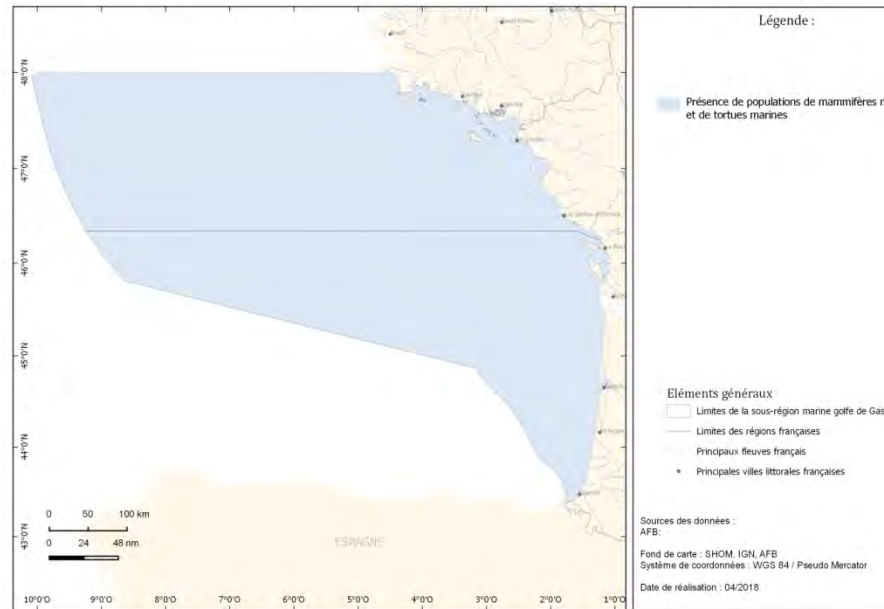 Légende :
Présence de populations de mammifères m
et de tortues marines
Eléments généraux
Limites de la sous-région marine golfe de Gas
Limites des régions françaises
Principaux fleuves français
Principales villes littorales françaises
Sources des données :
AFB:
Fond de carte : SHOM, IGN, AFB
Système de coordonnées : WGS 84 / Pseudo Mercator
Date de réalisation : 04/2018
48°0'N
47°0'N
46°0'N
45°0'N
44°0'N
43°0'N
0 50 100 km
0 24 48 nm
ESPAGNE
10°0'O 9°0'O 8°0'O 7°0'O 6°0'O 5°0'O 4°0'O 3°0'O 2°0'O 1°0'O